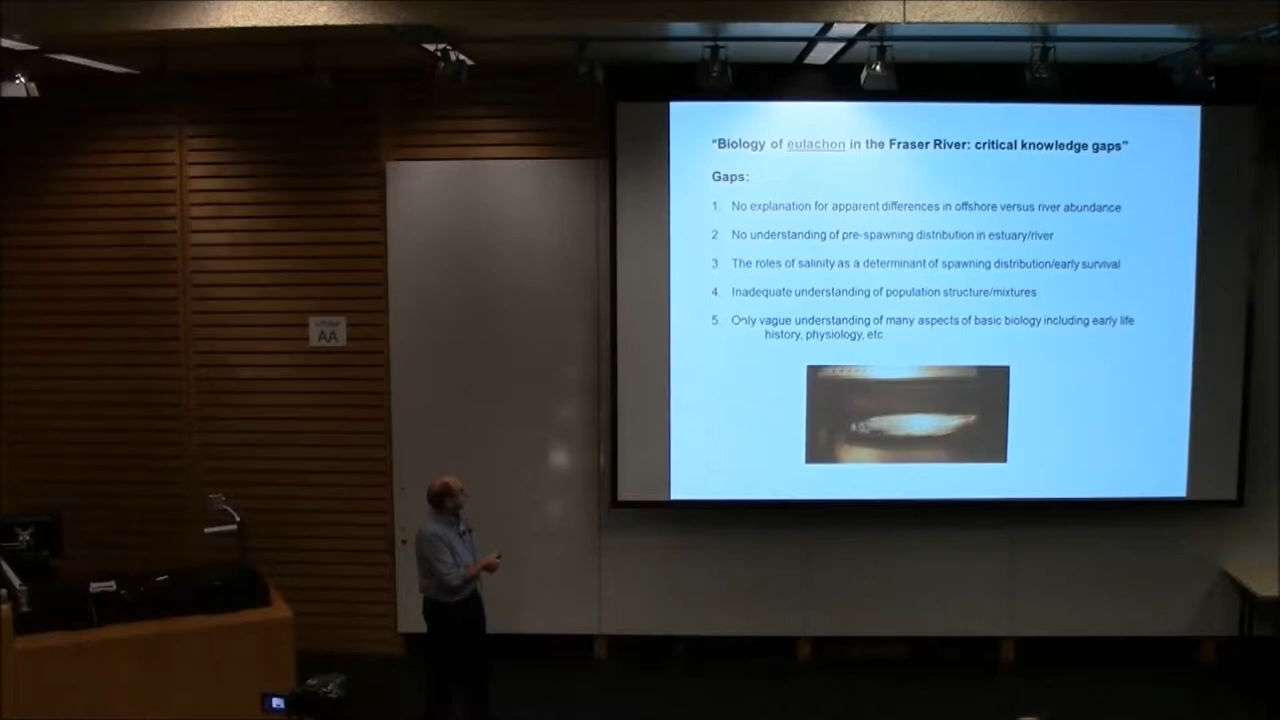 "Biology of eulachon in the Fraser River: critical knowledge gaps"
Gaps:
1. No explanation for apparent differences in offshore versus river abundance
2. No understanding of pre-spawning distribution in estuary/river
3. The roles of salinity as a determinant of spawning distribution/early survival
4. Inadequate understanding of population structure/mixtures
5. Only vague understanding of many aspects of basic biology including early life
history, physiology, etc
AA